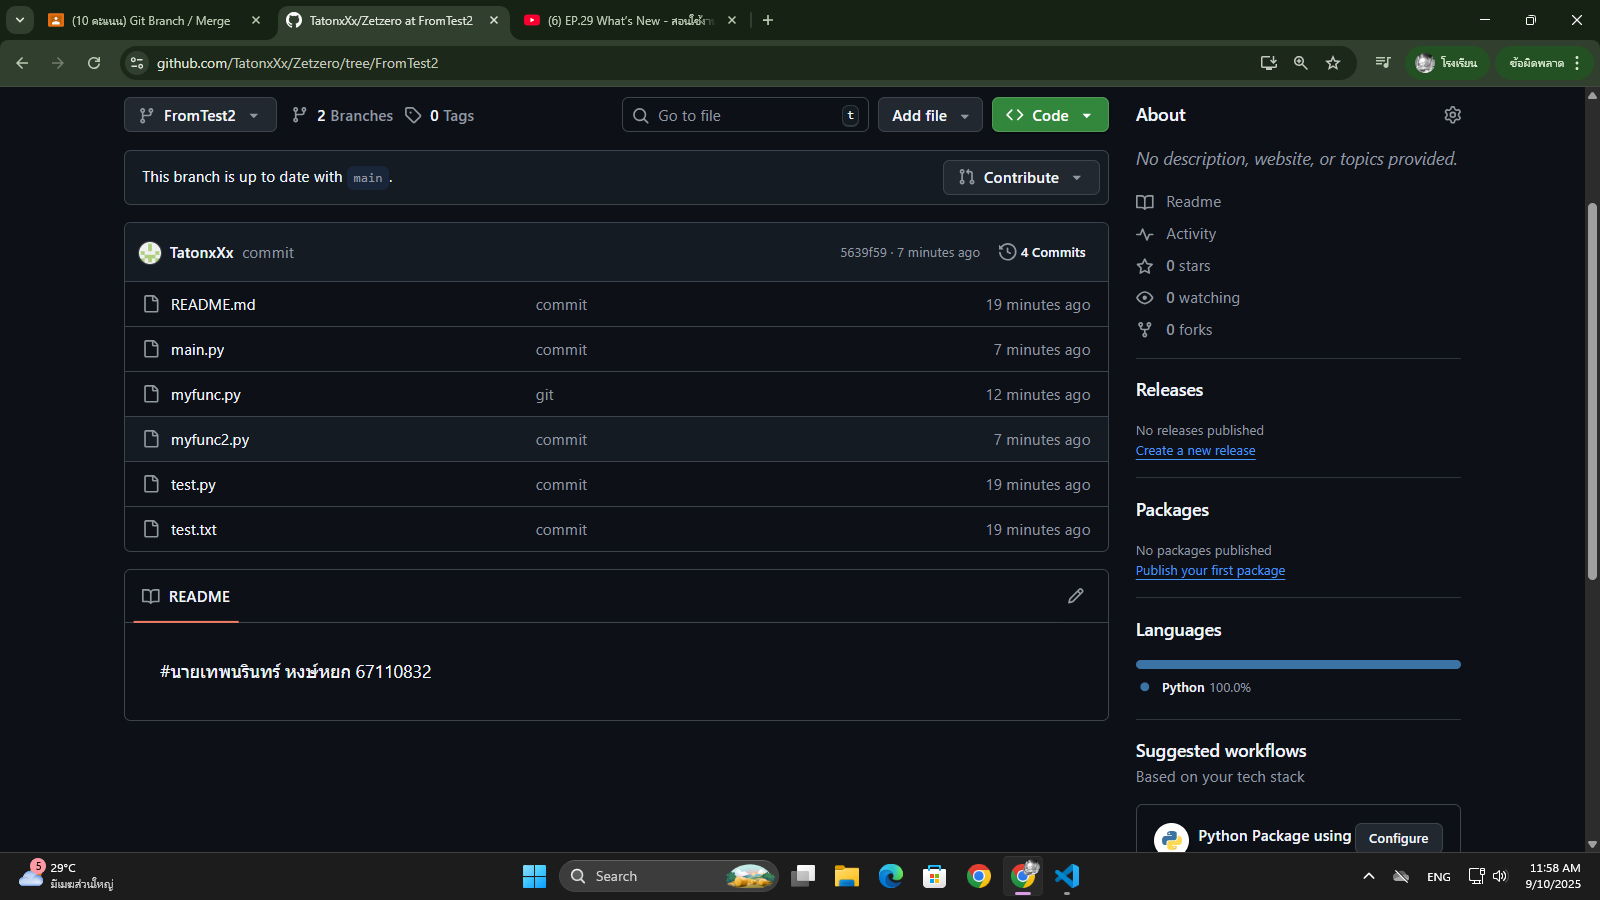 (10 คะแนน) Git Branch / Merge
TatonxXx/Zetzero at FromTest2
(6) EP.29 What's New - สอนใช้งาน
github.com/TatonxXx/Zetzero/tree/FromTest2
โรงเรียน
ข้อผิดพลาด
FromTest2
2 Branches
0 Tags
Go to file
t
Add file
Code
This branch is up to date with main.
Contribute
TatonxXx commit
5639f59 · 7 minutes ago
4 Commits
README.md commit 19 minutes ago
main.py commit 7 minutes ago
myfunc.py git 12 minutes ago
myfunc2.py commit 7 minutes ago
test.py commit 19 minutes ago
test.txt commit 19 minutes ago
README
#นายเทพนรินทร์ หงษ์หยก 67110832
About
No description, website, or topics provided.
Readme
Activity
0 stars
0 watching
0 forks
Releases
No releases published
Create a new release
Packages
No packages published
Publish your first package
Languages
Python 100.0%
Suggested workflows
Based on your tech stack
Python Package using
Configure
5
29°C
มีเมฆส่วนใหญ่
Search
ENG
11:58 AM
9/10/2025